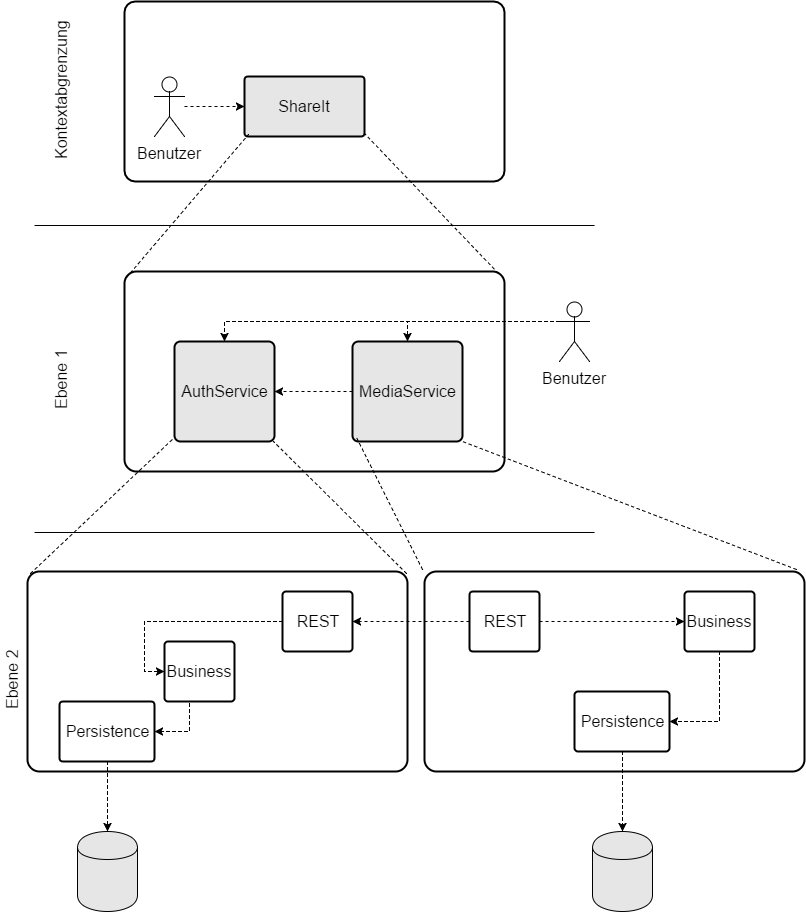 Kontextabgrenzung
ShareIt
Benutzer
Ebene 1
AuthService
MediaService
Benutzer
Ebene 2
REST
Business
Persistence
REST
Business
Persistence